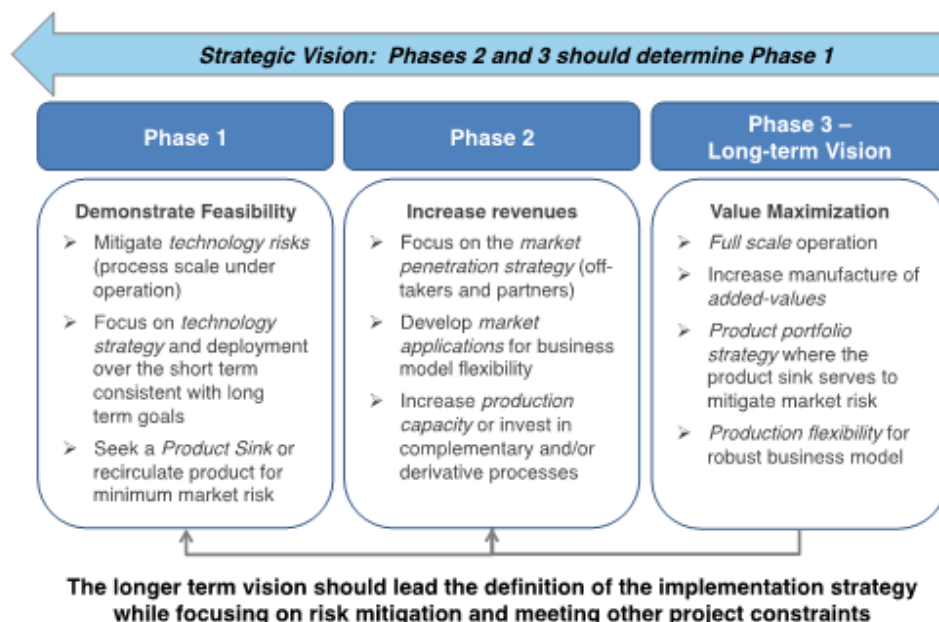 Strategic Vision: Phases 2 and 3 should determine Phase 1
Phase 1
Phase 2
Phase 3 –
Long-term Vision
Demonstrate Feasibility
➢ Mitigate technology risks
(process scale under
operation)
➢ Focus on technology
strategy and deployment
over the short term
consistent with long
term goals
➢ Seek a Product Sink or
recirculate product for
minimum market risk
Increase revenues
➢ Focus on the market
penetration strategy (off-
takers and partners)
➢ Develop market
applications for business
model flexibility
➢ Increase production
capacity or invest in
complementary and/or
derivative processes
Value Maximization
➢ Full scale operation
➢ Increase manufacture of
added-values
➢ Product portfolio
strategy where the
product sink serves to
mitigate market risk
➢ Production flexibility for
robust business model
The longer term vision should lead the definition of the implementation strategy
while focusing on risk mitigation and meeting other project constraints